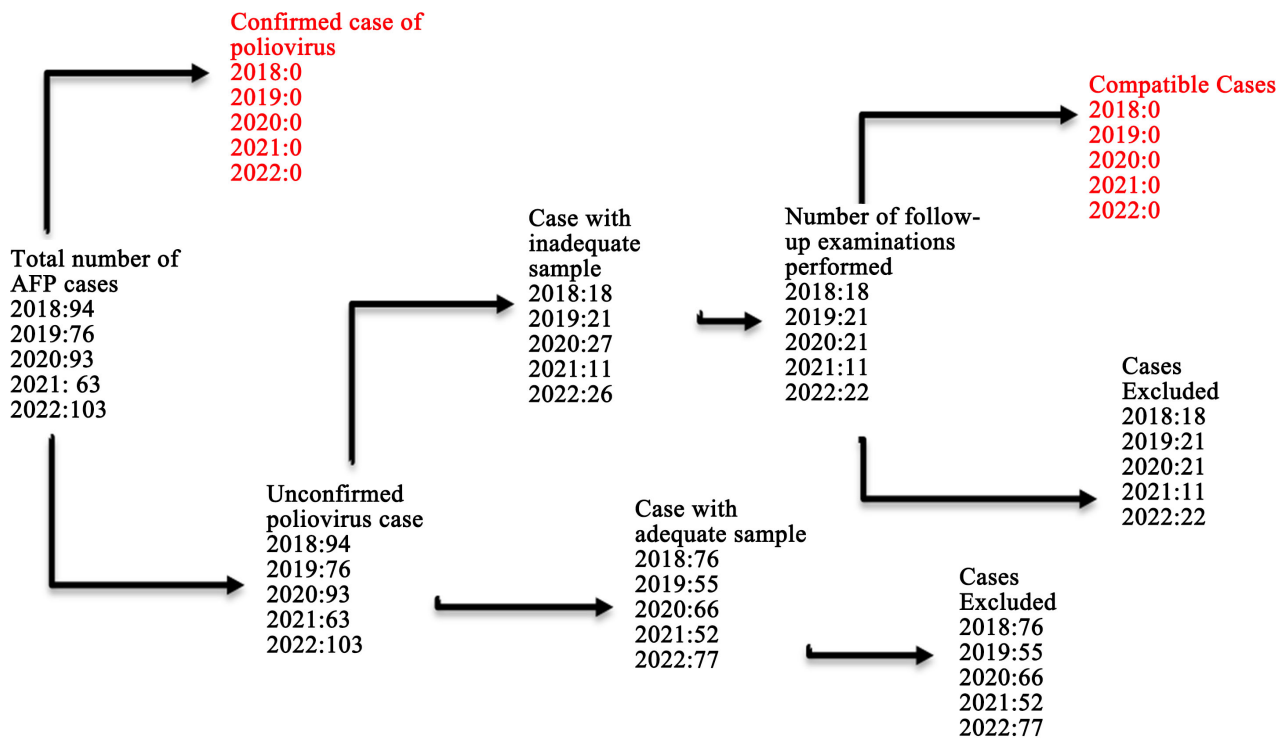 Confirmed case of
poliovirus
2018:0
2019:0
2020:0
2021:0
2022:0
Compatible Cases
2018:0
2019:0
2020:0
2021:0
2022:0
Total number of
AFP cases
2018:94
2019:76
2020:93
2021: 63
2022:103
Case with
inadequate
sample
2018:18
2019:21
2020:27
2021:11
2022:26
Number of follow-
up examinations
performed
2018:18
2019:21
2020:21
2021:11
2022:22
Cases
Excluded
2018:18
2019:21
2020:21
2021:11
2022:22
Unconfirmed
poliovirus case
2018:94
2019:76
2020:93
2021:63
2022:103
Case with
adequate sample
2018:76
2019:55
2020:66
2021:52
2022:77
Cases
Excluded
2018:76
2019:55
2020:66
2021:52
2022:77